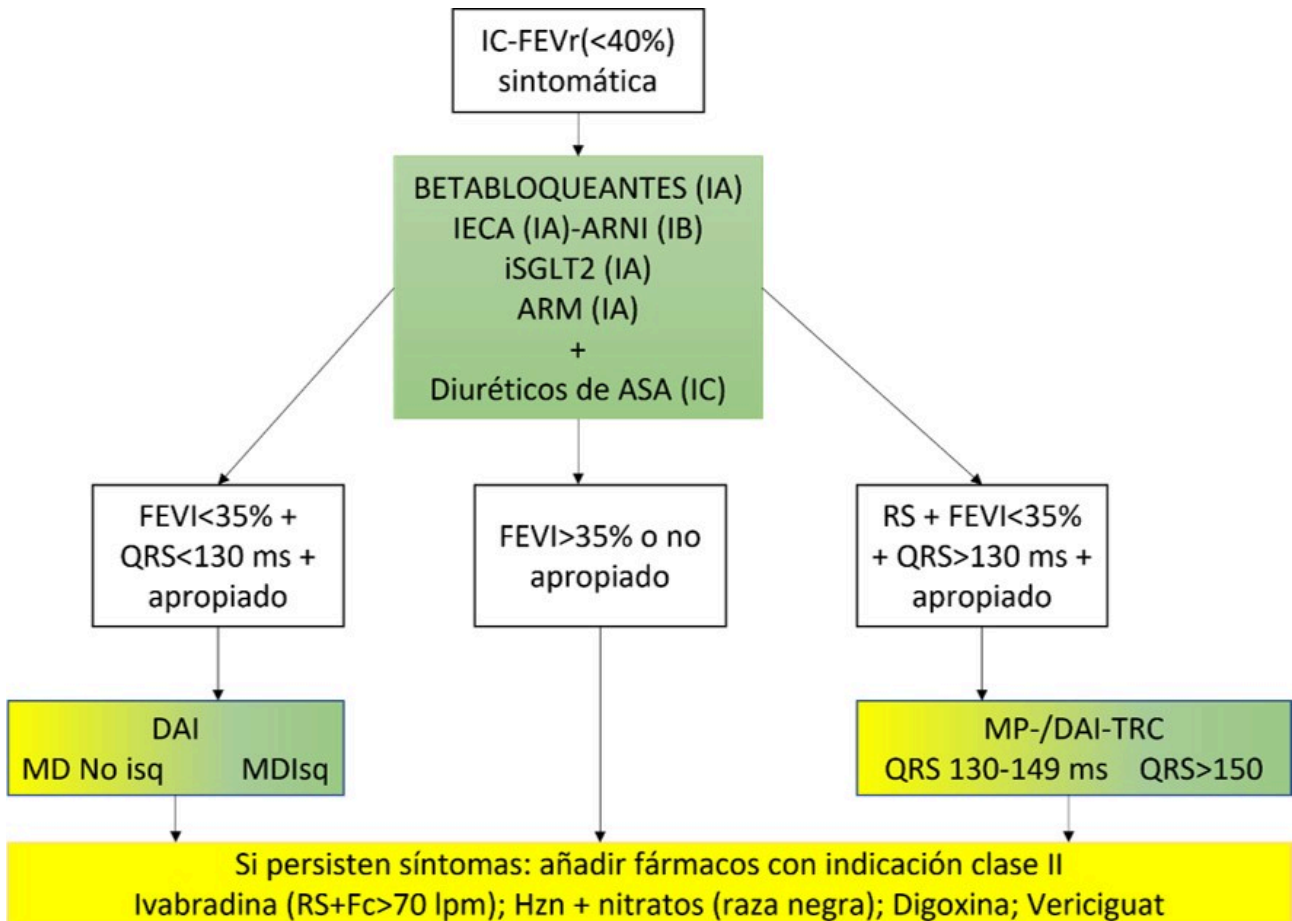 IC-FEVr(<40%)
sintomática
BETABLOQUEANTES (IA)
IECA (IA)-ARNI (IB)
iSGLT2 (IA)
ARM (IA)
+
Diuréticos de ASA (IC)
FEVI<35% +
QRS<130 ms +
apropiado
FEVI>35% o no
apropiado
RS + FEVI<35%
+ QRS>130 ms +
apropiado
DAI
MD No isq MDIsq
MP-/DAI-TRC
QRS 130-149 ms QRS>150
Si persisten síntomas: añadir fármacos con indicación clase II
Ivabradina (RS+Fc>70 lpm); Hzn + nitratos (raza negra); Digoxina; Vericiguat